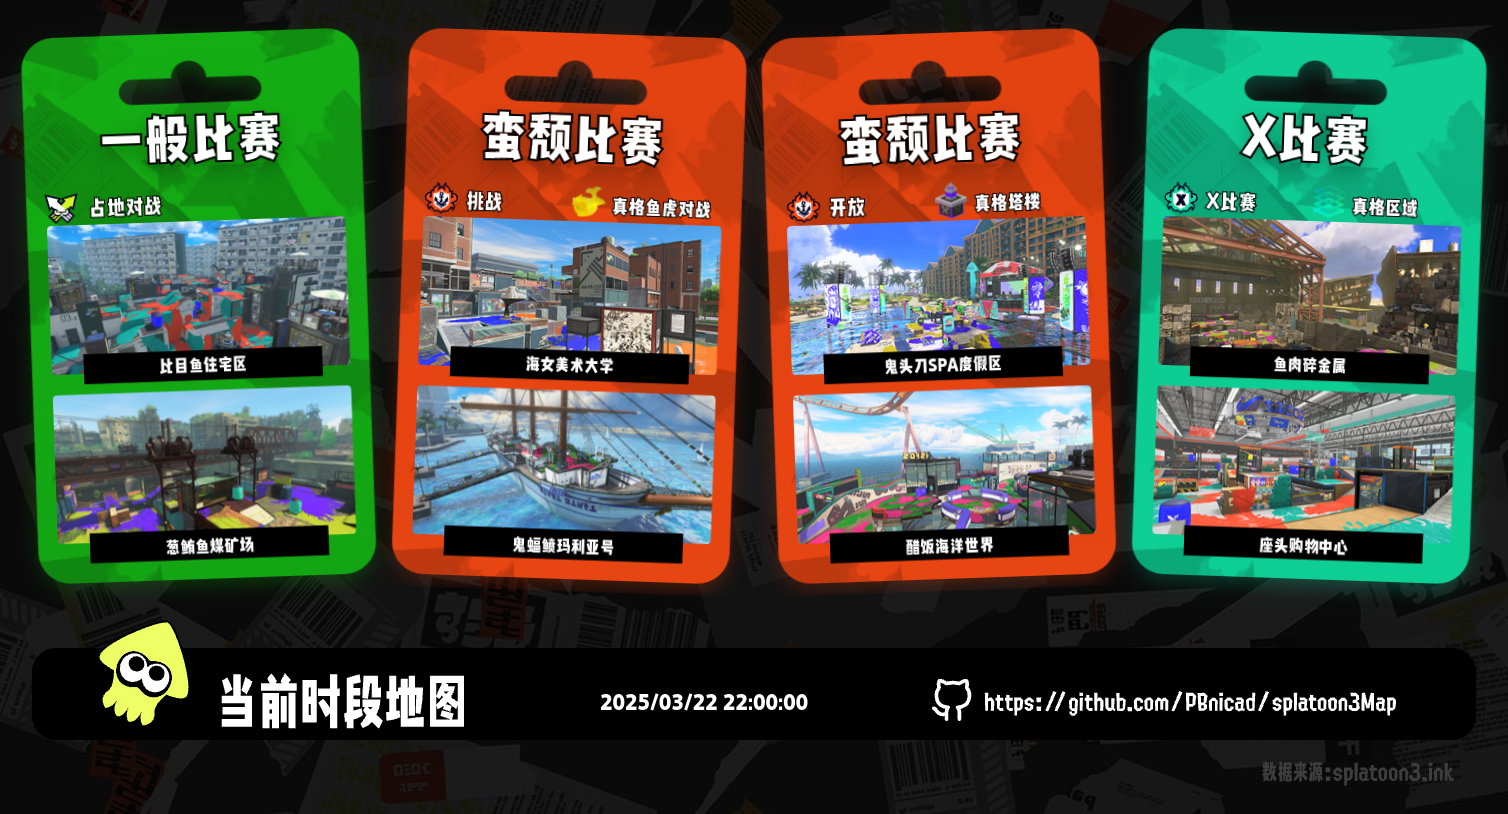 一般比赛
占地对战
比目鱼住宅区
葱鲔鱼煤矿场
蛮颓比赛
挑战
真格鱼虎对战
海女美术大学
鬼蝠鲼玛利亚号
蛮颓比赛
开放
真格塔楼
鬼头刀SPA度假区
醋饭海洋世界
X比赛
X比赛
真格区域
鱼肉碎金属
座头购物中心
当前时段地图
2025/03/22 22:00:00
https://github.com/PBnicad/splatoon3Map
数据来源:splatoon3.ink